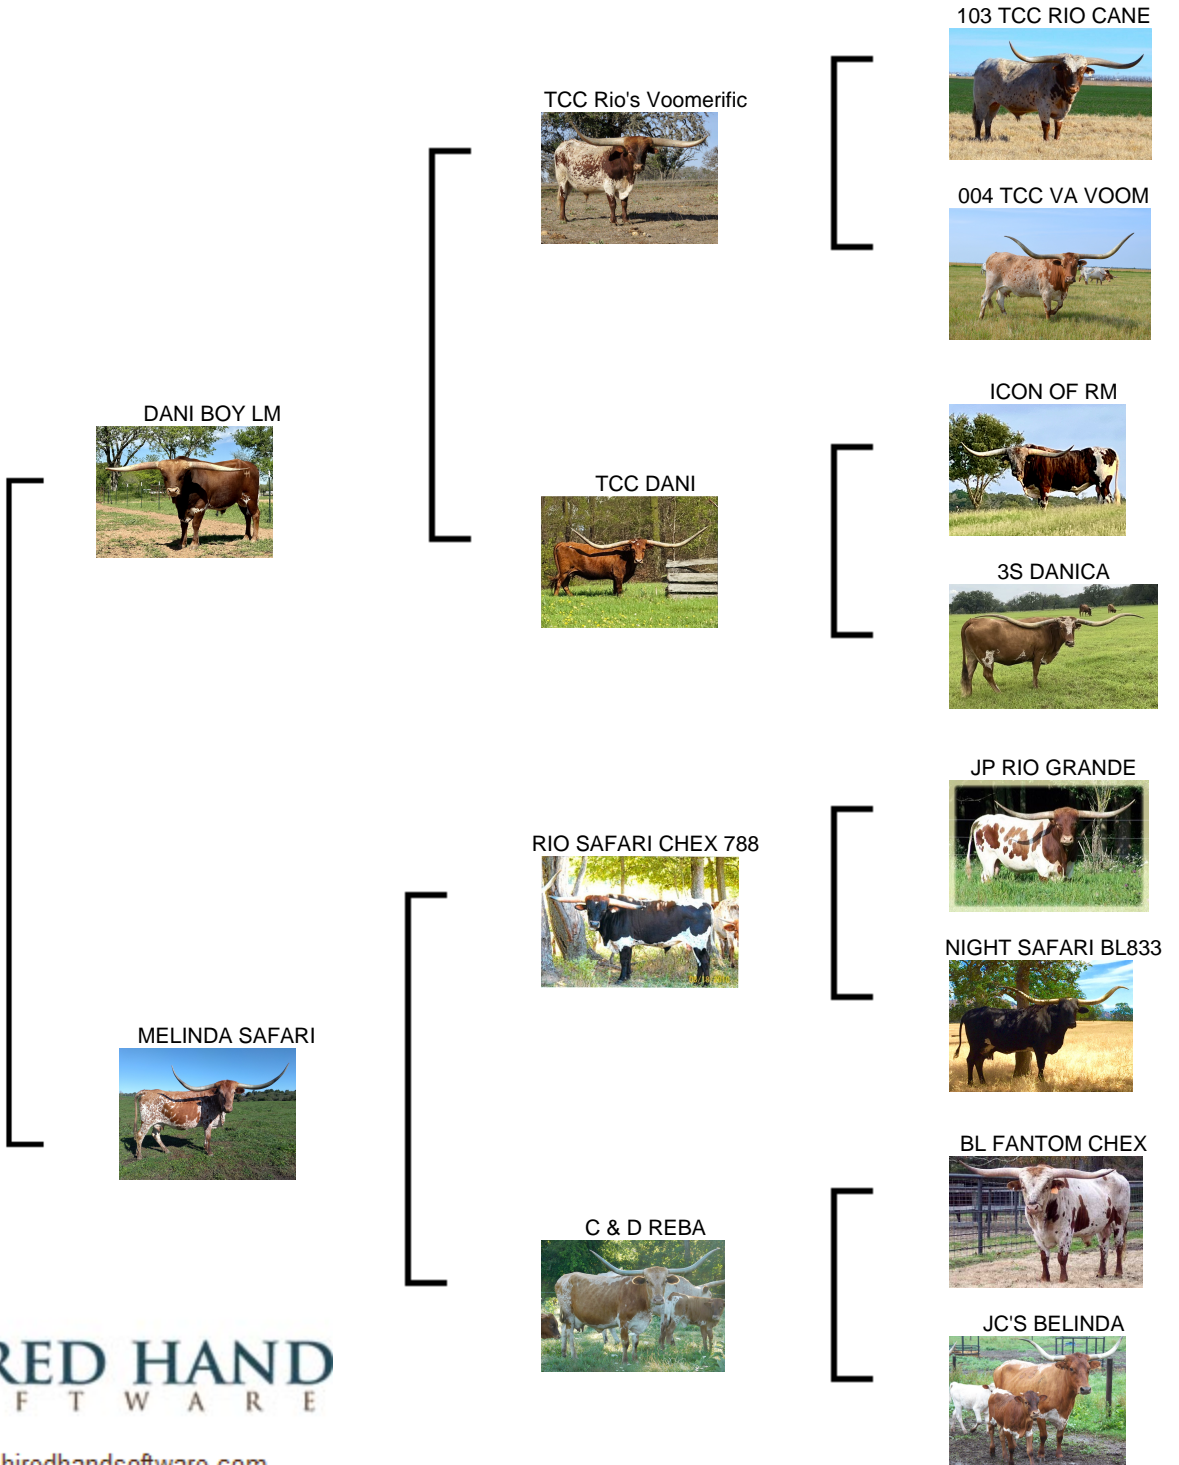 103 TCC RIO CANE
TCC Rio's Voomerific
004 TCC VA VOOM
DANI BOY LM
ICON OF RM
TCC DANI
3S DANICA
JP RIO GRANDE
RIO SAFARI CHEX 788
NIGHT SAFARI BL833
MELINDA SAFARI
BL FANTOM CHEX
C & D REBA
JC'S BELINDA
RED HAND
F T W A R E
hiredhandsoftware.com